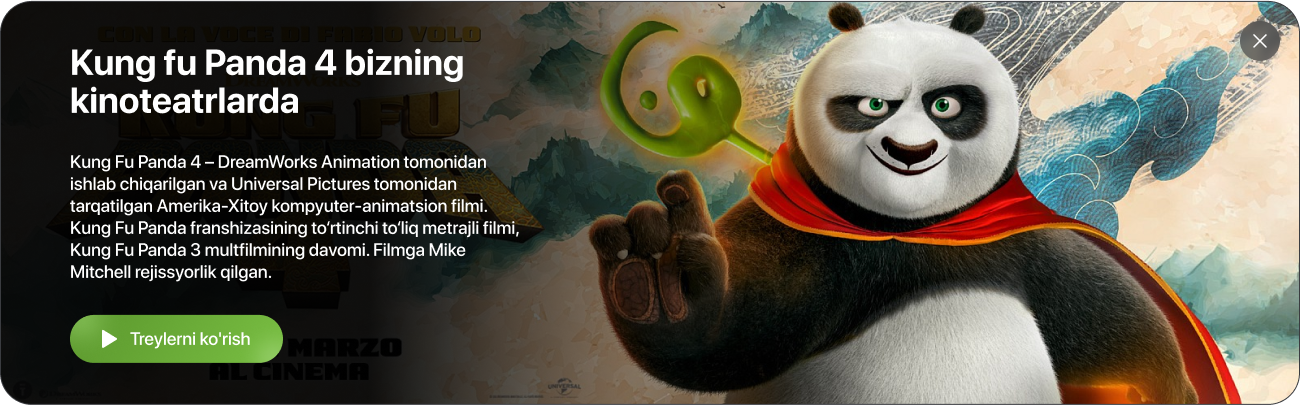 CON LA VOCE DI FABIO VOLO
Kung fu Panda 4 bizning
kinoteatrlarda
KUNG FU
Kung Fu Panda 4 – DreamWorks Animation tomonidan
ishlab chiqarilgan va Universal Pictures tomonidan
tarqatilgan Amerika-Xitoy kompyuter-animatsion filmi.
Kung Fu Panda franshizasining to‘rtinchi to‘liq metrajli filmi,
Kung Fu Panda 3 multfilmining davomi. Filmga Mike
Mitchell rejissyorlik qilgan.
Treylerni ko'rish
MARZO
AL CINEMA
UNIVERSAL